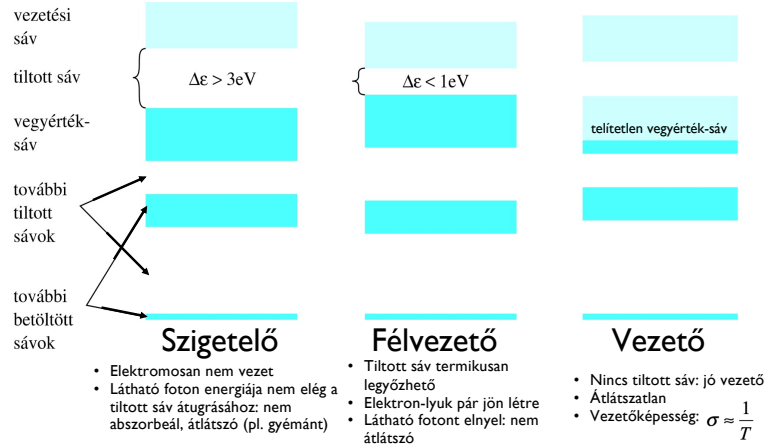 vezetési
sáv
tiltott sáv
Δε > 3eV
Δε < 1eV
vegyérték-
sáv
telítetlen vegyérték-sáv
további
tiltott
sávok
további
betöltött
sávok
Szigetelő
• Elektromosan nem vezet
• Látható foton energiája nem elég a
tiltott sáv átugrásához: nem
abszorbeál, átlátszó (pl. gyémánt)
Félvezető
• Tiltott sáv termikusan
legyőzhető
• Elektron-lyuk pár jön létre
• Látható fotont elnyel: nem
átlátszó
Vezető
• Nincs tiltott sáv: jó vezető
• Átlátszatlan
• Vezetőképesség: σ ≈ 1/T